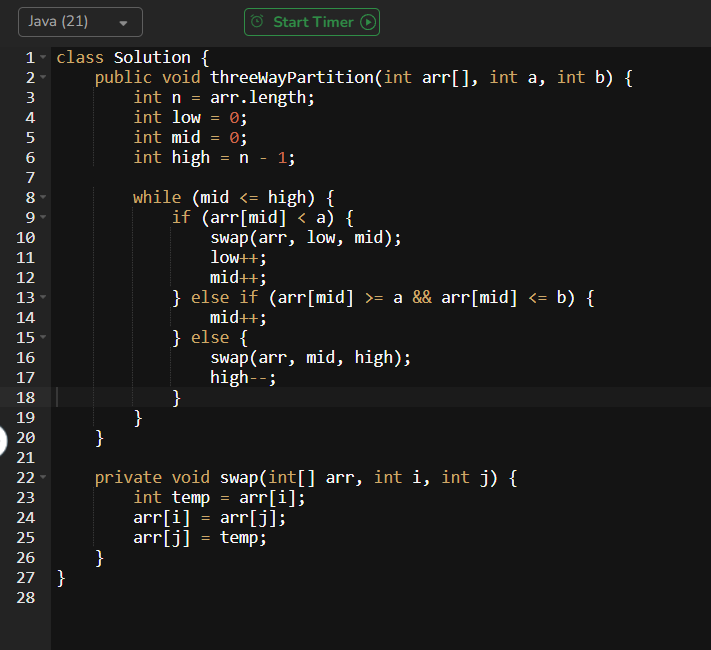 Java (21)
Start Timer
1 class Solution {
2     public void threeWayPartition(int arr[], int a, int b) {
3         int n = arr.length;
4         int low = 0;
5         int mid = 0;
6         int high = n - 1;
7
8         while (mid <= high) {
9             if (arr[mid] < a) {
10                 swap(arr, low, mid);
11                 low++;
12                 mid++;
13             } else if (arr[mid] >= a && arr[mid] <= b) {
14                 mid++;
15             } else {
16                 swap(arr, mid, high);
17                 high--;
18             }
19         }
20     }
21
22     private void swap(int[] arr, int i, int j) {
23         int temp = arr[i];
24         arr[i] = arr[j];
25         arr[j] = temp;
26     }
27 }
28